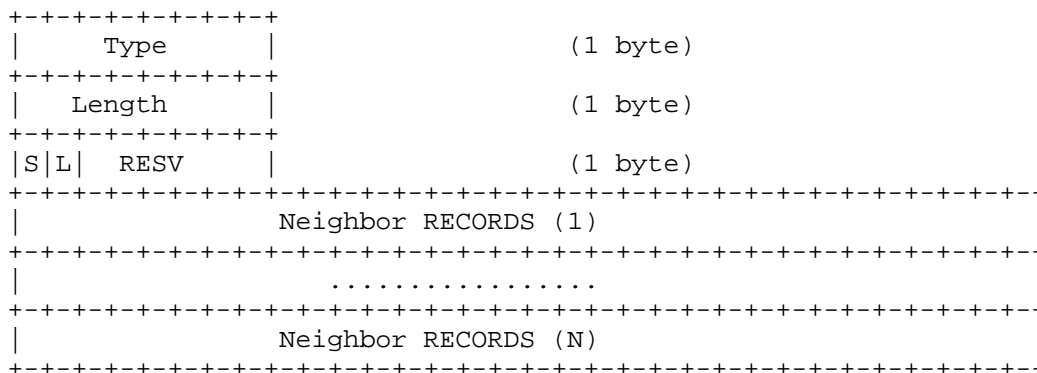 +-+-+-+-+-+-+-+-+
|     Type      |                  (1 byte)
+-+-+-+-+-+-+-+-+
|   Length      |                  (1 byte)
+-+-+-+-+-+-+-+-+
|S|L|  RESV     |                  (1 byte)
+-+-+-+-+-+-+-+-+-+-+-+-+-+-+-+-+-+-+-+-+-+-+-+-+-+-+-+-+-+-+-+--
|                Neighbor RECORDS (1)
+-+-+-+-+-+-+-+-+-+-+-+-+-+-+-+-+-+-+-+-+-+-+-+-+-+-+-+-+-+-+-+--
|                   .................
+-+-+-+-+-+-+-+-+-+-+-+-+-+-+-+-+-+-+-+-+-+-+-+-+-+-+-+-+-+-+-+--
|                Neighbor RECORDS (N)
+-+-+-+-+-+-+-+-+-+-+-+-+-+-+-+-+-+-+-+-+-+-+-+-+-+-+-+-+-+-+-+--